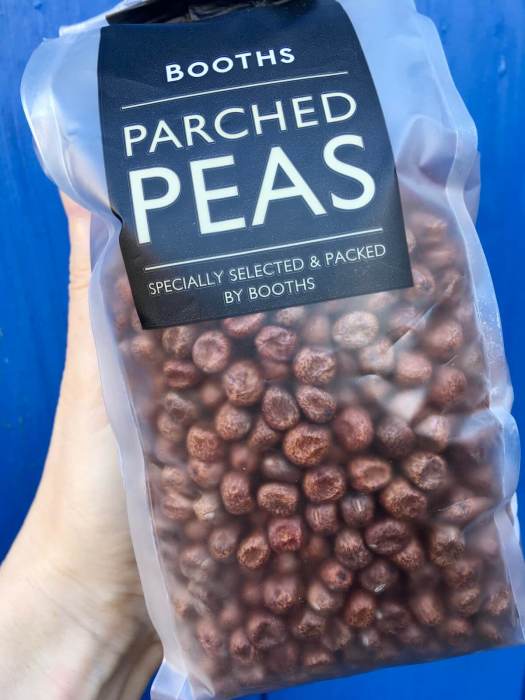 BOOTHS
PARCHED
PEAS
SPECIALLY SELECTED & PACKED
BY BOOTHS